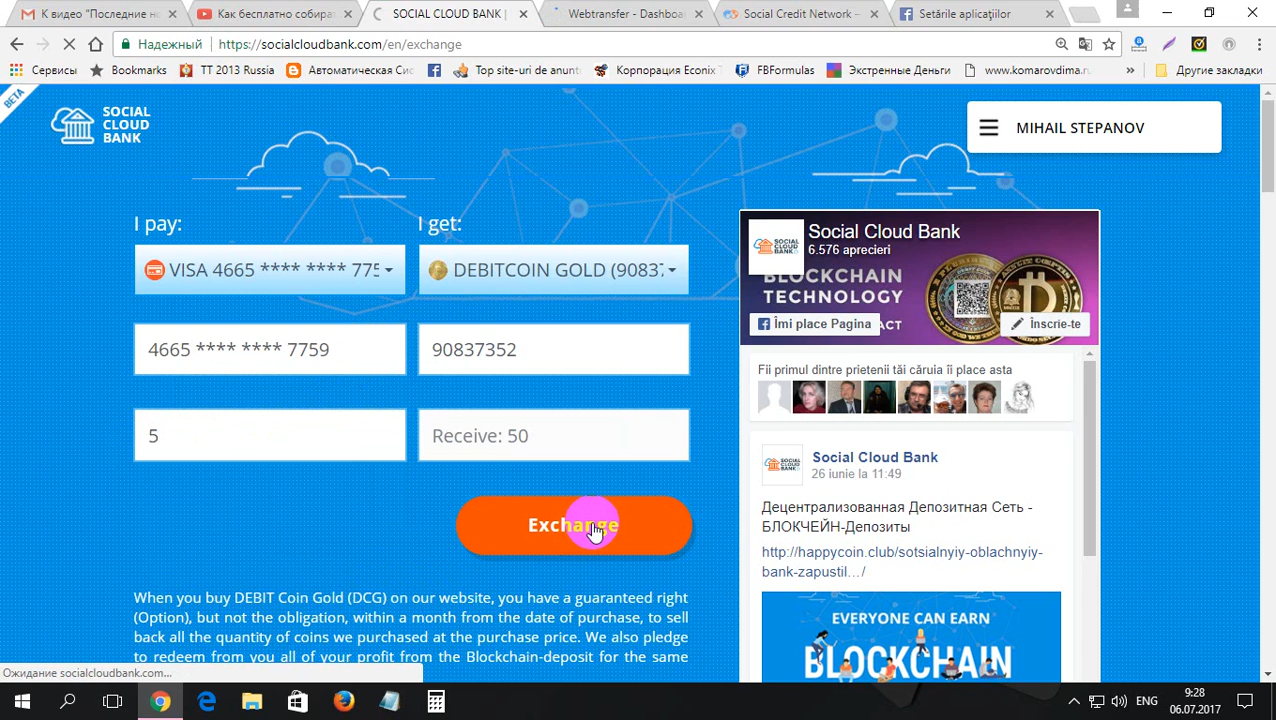 К видео "Последние не
Как бесплатно собира
SOCIAL CLOUD BANK |
Webtransfer - Dashboa
Social Credit Network –
Setările aplicațiilor
Надежный
https://socialcloudbank.com/en/exchange
Сервисы
Bookmarks
TT 2013 Russia
Автоматическая Сис
Top site-uri de anunt
Корпорация Econix
FBFormulas
Экстренные Деньги
www.komarovdima.r
Другие закладки
BETA
SOCIAL
CLOUD
BANK
MIHAIL STEPANOV
I pay:
I get:
VISA 4665 **** **** 775
DEBITCOIN GOLD (90837
4665 **** **** 7759
90837352
5
Receive: 50
Exchange
When you buy DEBIT Coin Gold (DCG) on our website, you have a guaranteed right
(Option), but not the obligation, within a month from the date of purchase, to sell
back all the quantity of coins we purchased at the purchase price. We also pledge
to redeem from you all of your profit from the Blockchain-deposit for the same
SOCIAL
CLOUD
BANK
Social Cloud Bank
6.576 aprecieri
BLOCKCHAIN
TECHNOLOGY
ACT
Îmi place Pagina
Înscrie-te
Fii primul dintre prietenii tăi căruia îi place asta
Social Cloud Bank
26 iunie la 11:49
Децентрализованная Депозитная Сеть -
БЛОКЧЕЙН-Депозиты
http://happycoin.club/sotsialnyiy-oblachnyiy-
bank-zapustil…/
EVERYONE CAN EARN
BLOCKCHAIN
Ожидание socialcloudbank.com...
ENG
9:28
06.07.2017